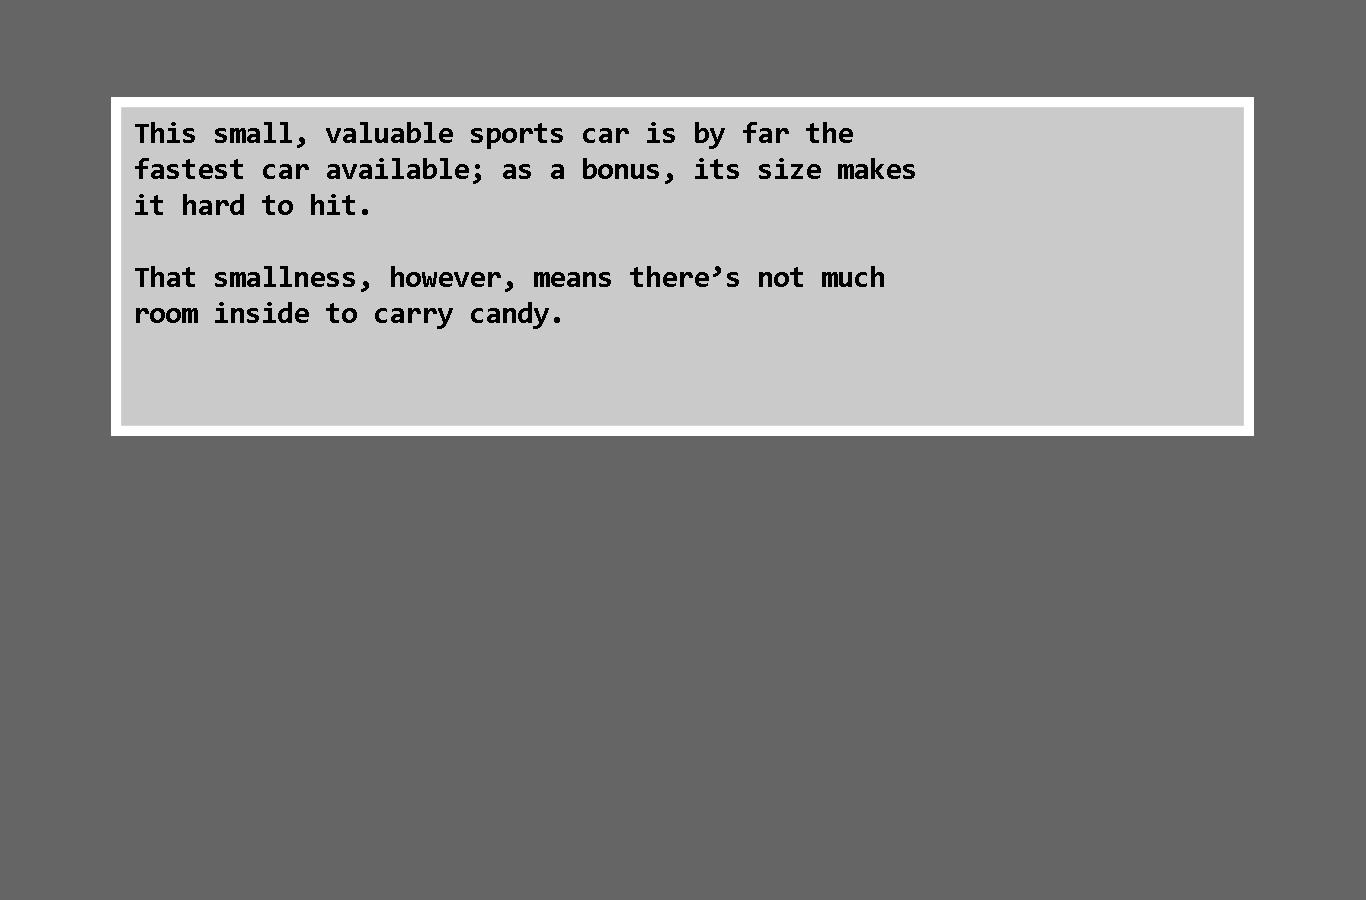 This small, valuable sports car is by far the
fastest car available; as a bonus, its size makes
it hard to hit.
That smallness, however, means there’s not much
room inside to carry candy.